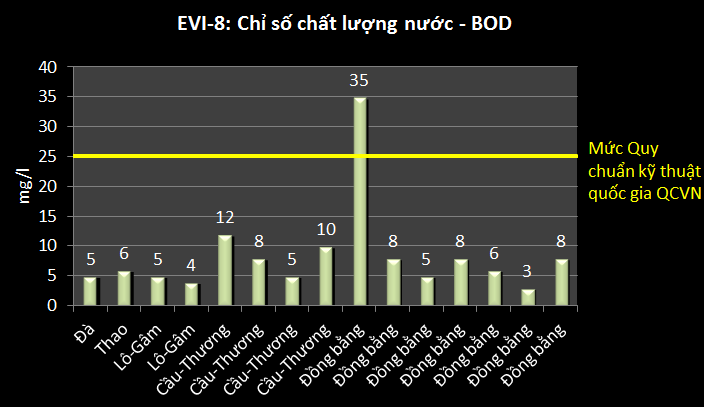 EVI-8: Chỉ số chất lượng nước - BOD
mg/l
40
35
30
25
20
15
10
5
0
5
6
5
4
12
8
5
10
35
8
5
8
6
3
8
Mức Quy
chuẩn kỹ thuật
quốc gia QCVN
Đà
Thao
Lô-Gâm
Lô-Gâm
Cầu-Thương
Cầu-Thương
Cầu-Thương
Cầu-Thương
Đồng bằng
Đồng bằng
Đồng bằng
Đồng bằng
Đồng bằng
Đồng bằng
Đồng bằng